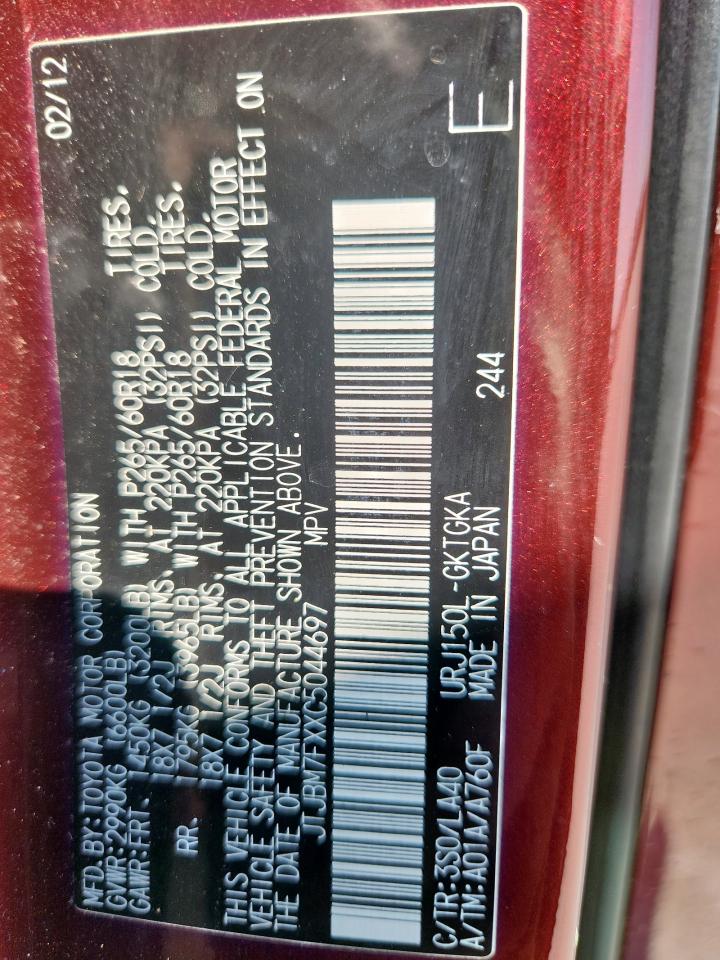 MFD.BY:TOYOTA MOTOR CORPORATION 02/12
GVWR:2990KG (6600LB)
GAWR:FRT. 1450KG (3200LB) WITH P265/60R18 TIRES.
18X7 1/2J RIMS, AT 220KPA (32PSI) COLD.
RR. 1795KG (3965LB) WITH P265/60R18 TIRES.
18X7 1/2J RIMS, AT 220KPA (32PSI) COLD.
THIS VEHICLE CONFORMS TO ALL APPLICABLE FEDERAL MOTOR
VEHICLE SAFETY AND THEFT PREVENTION STANDARDS IN EFFECT ON
THE DATE OF MANUFACTURE SHOWN ABOVE.
JTJBM7FXXC5044697 MPV
C/TR:3S0/LA40 URJ150L-GKTGKA
A/TM:A01A/A760F MADE IN JAPAN 244 E